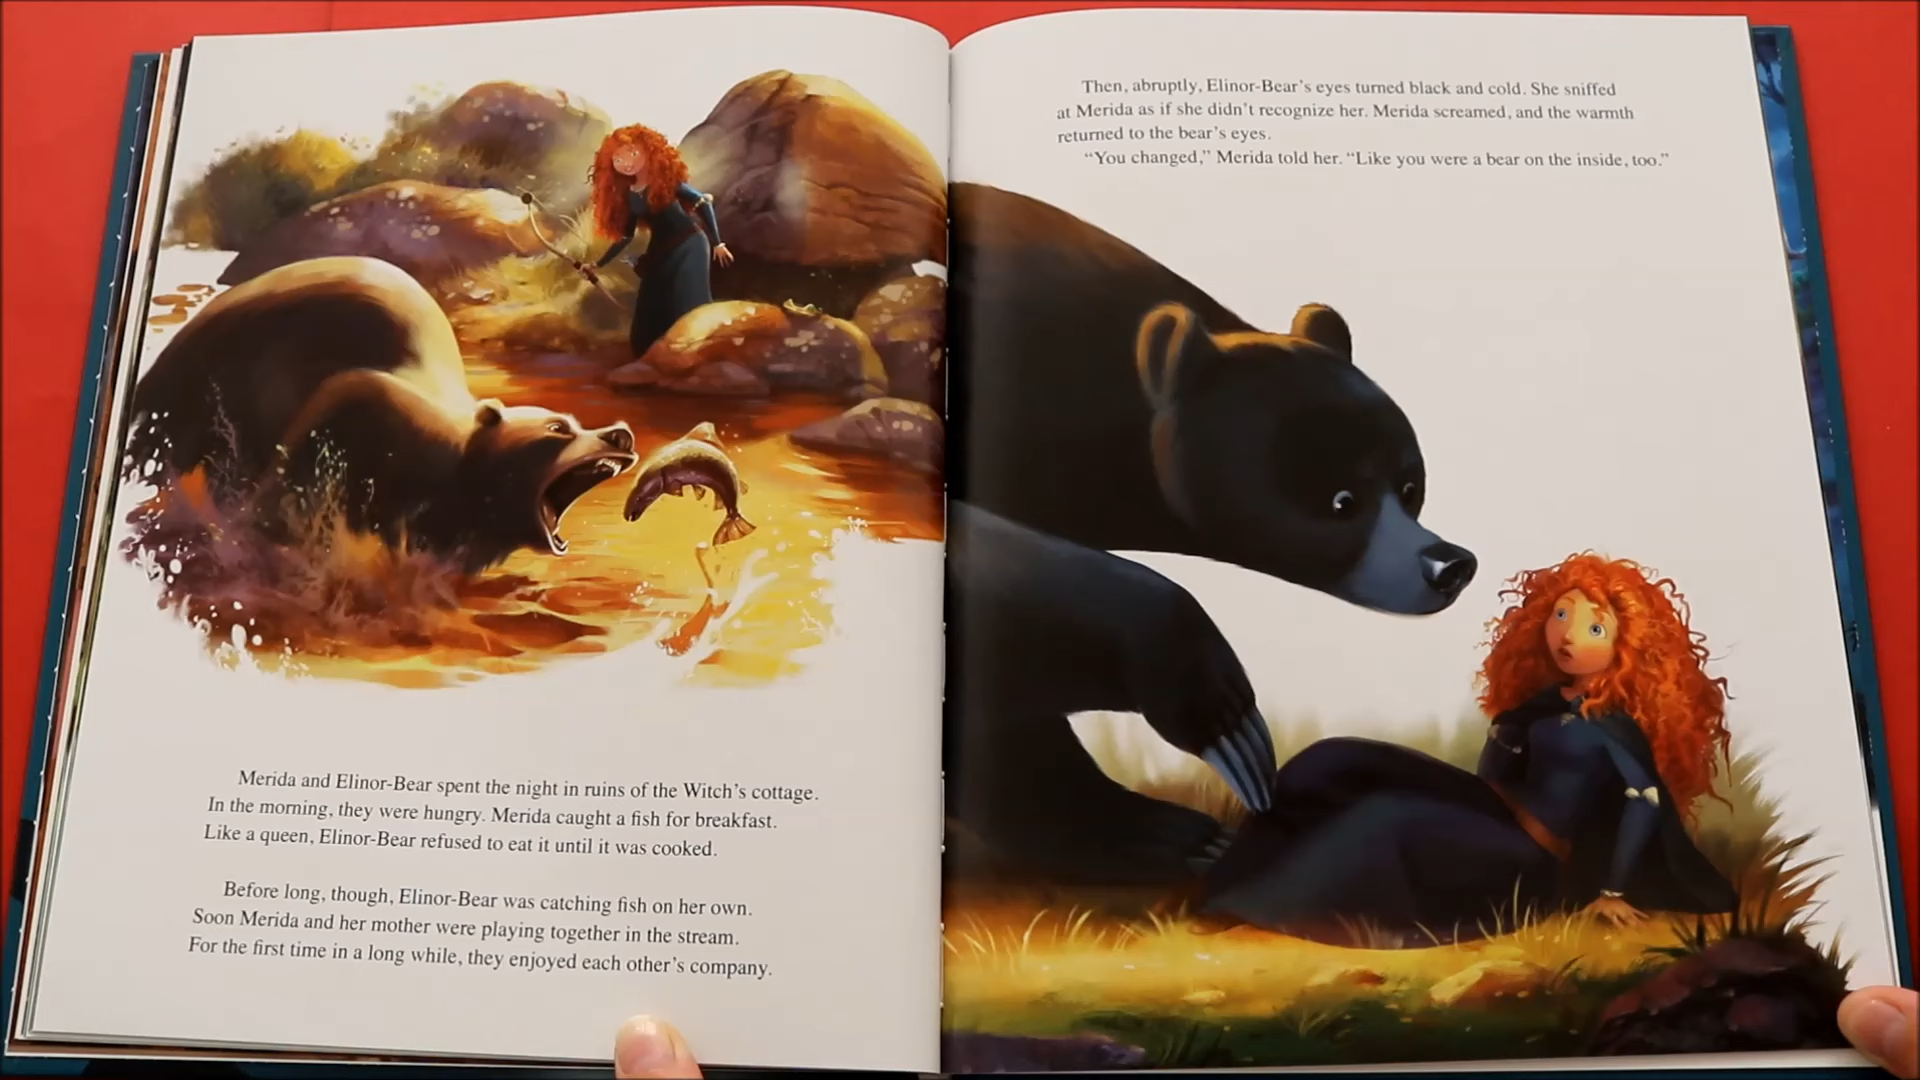 Merida and Elinor-Bear spent the night in ruins of the Witch's cottage.
In the morning, they were hungry. Merida caught a fish for breakfast.
Like a queen, Elinor-Bear refused to eat it until it was cooked.
Before long, though, Elinor-Bear was catching fish on her own.
Soon Merida and her mother were playing together in the stream.
For the first time in a long while, they enjoyed each other's company.
Then, abruptly, Elinor-Bear's eyes turned black and cold. She sniffed
at Merida as if she didn't recognize her. Merida screamed, and the warmth
returned to the bear's eyes.
“You changed,” Merida told her. “Like you were a bear on the inside, too.”